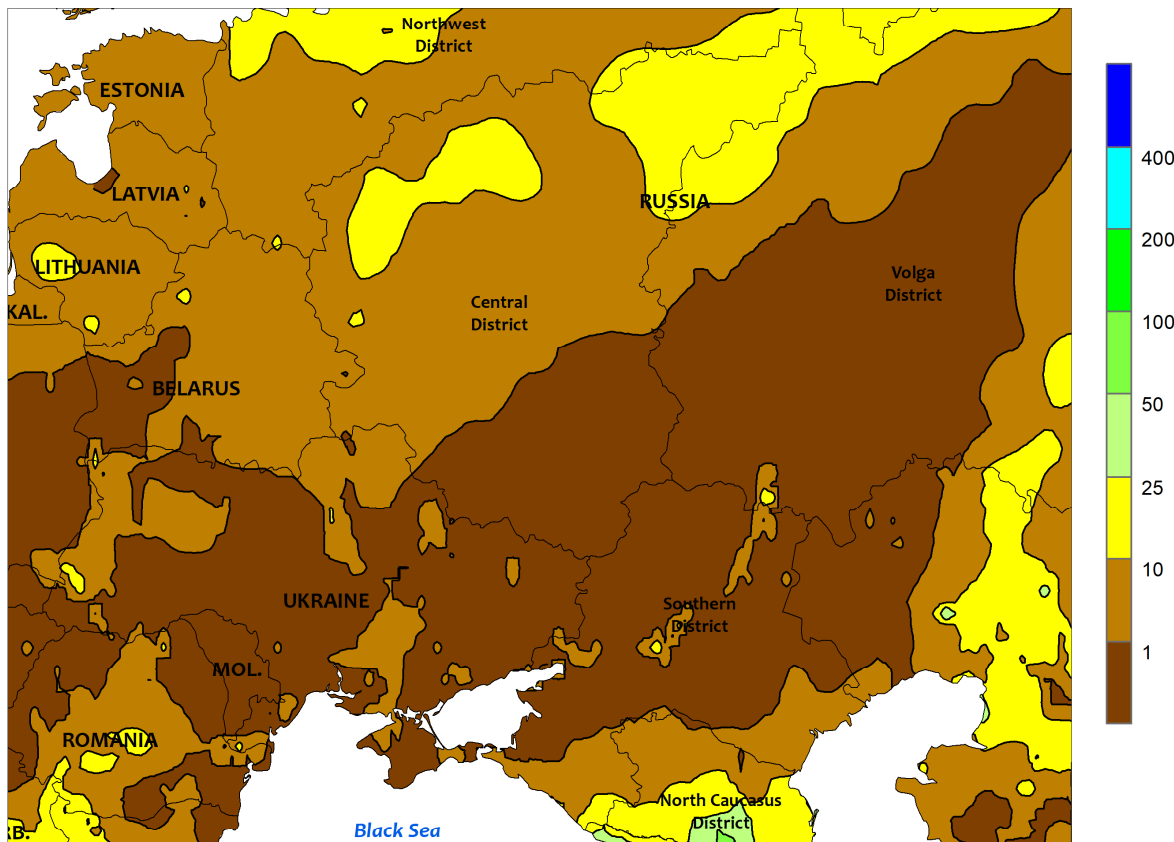 Northwest
District
ESTONIA
400
LATVIA
RUSSIA
200
LITHUANIA
Volga
District
KAL.
Central
District
100
BELARUS
50
25
10
UKRAINE
Southern
District
1
MOL.
ROMANIA
North Caucasus
District
RB.
Black Sea